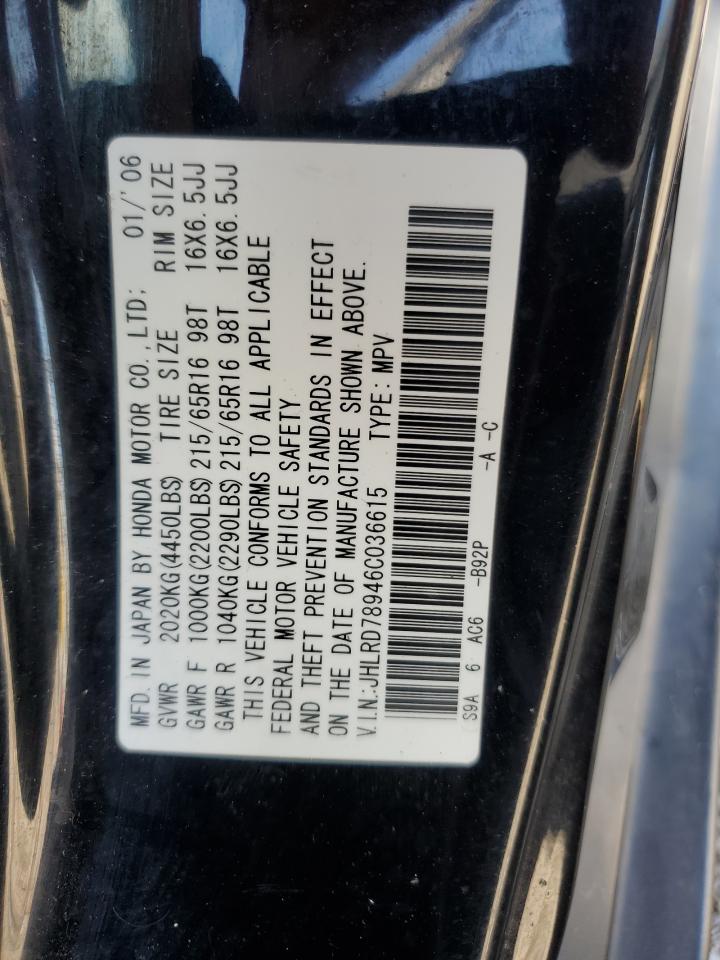 MFD. IN JAPAN BY HONDA MOTOR CO.,LTD; 01/'06
GVWR 2020KG(4450LBS) TIRE SIZE RIM SIZE
GAWR F 1000KG(2200LBS) 215/65R16 98T 16X6.5JJ
GAWR R 1040KG(2290LBS) 215/65R16 98T 16X6.5JJ
THIS VEHICLE CONFORMS TO ALL APPLICABLE
FEDERAL MOTOR VEHICLE SAFETY
AND THEFT PREVENTION STANDARDS IN EFFECT
ON THE DATE OF MANUFACTURE SHOWN ABOVE.
V.I.N.:JHLRD78946C036615 TYPE: MPV
S9A 6 AC6 -B92P -A -C